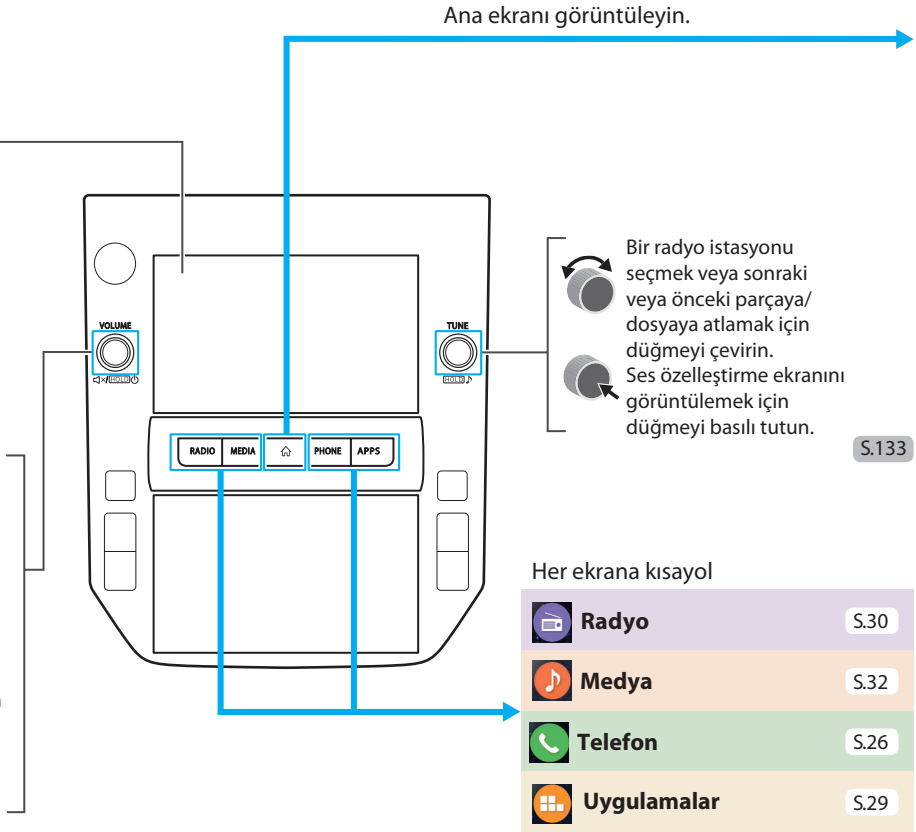 Ana ekranı görüntüleyin.
VOLUME
HOLD
TUNE
HOLD
Bir radyo istasyonu
seçmek veya sonraki
veya önceki parçaya/
dosyaya atlamak için
düğmeyi çevirin.
Ses özelleştirme ekranını
görüntülemek için
düğmeyi basılı tutun.
S.133
RADIO MEDIA PHONE APPS
Her ekrana kısayol
Radyo S.30
Medya S.32
Telefon S.26
Uygulamalar S.29